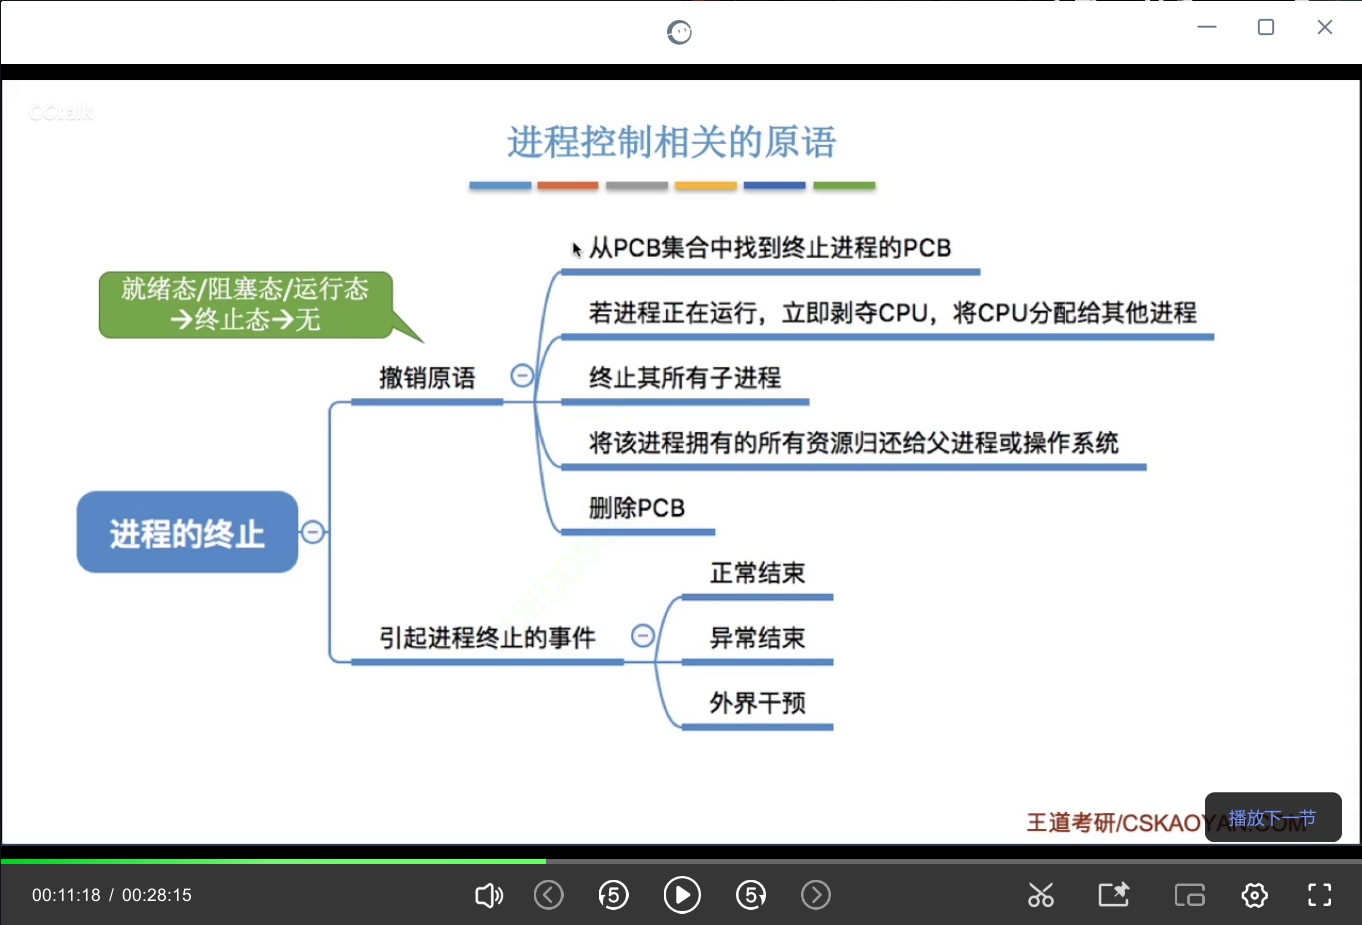 CCtalk
进程控制相关的原语
就绪态/阻塞态/运行态
→终止态→无
撤销原语
从PCB集合中找到终止进程的PCB
若进程正在运行，立即剥夺CPU，将CPU分配给其他进程
终止其所有子进程
将该进程拥有的所有资源归还给父进程或操作系统
删除PCB
进程的终止
引起进程终止的事件
正常结束
异常结束
外界干预
王道考研/CSKAOYAN.COM
播放下一节
00:11:18 / 00:28:15
5
5